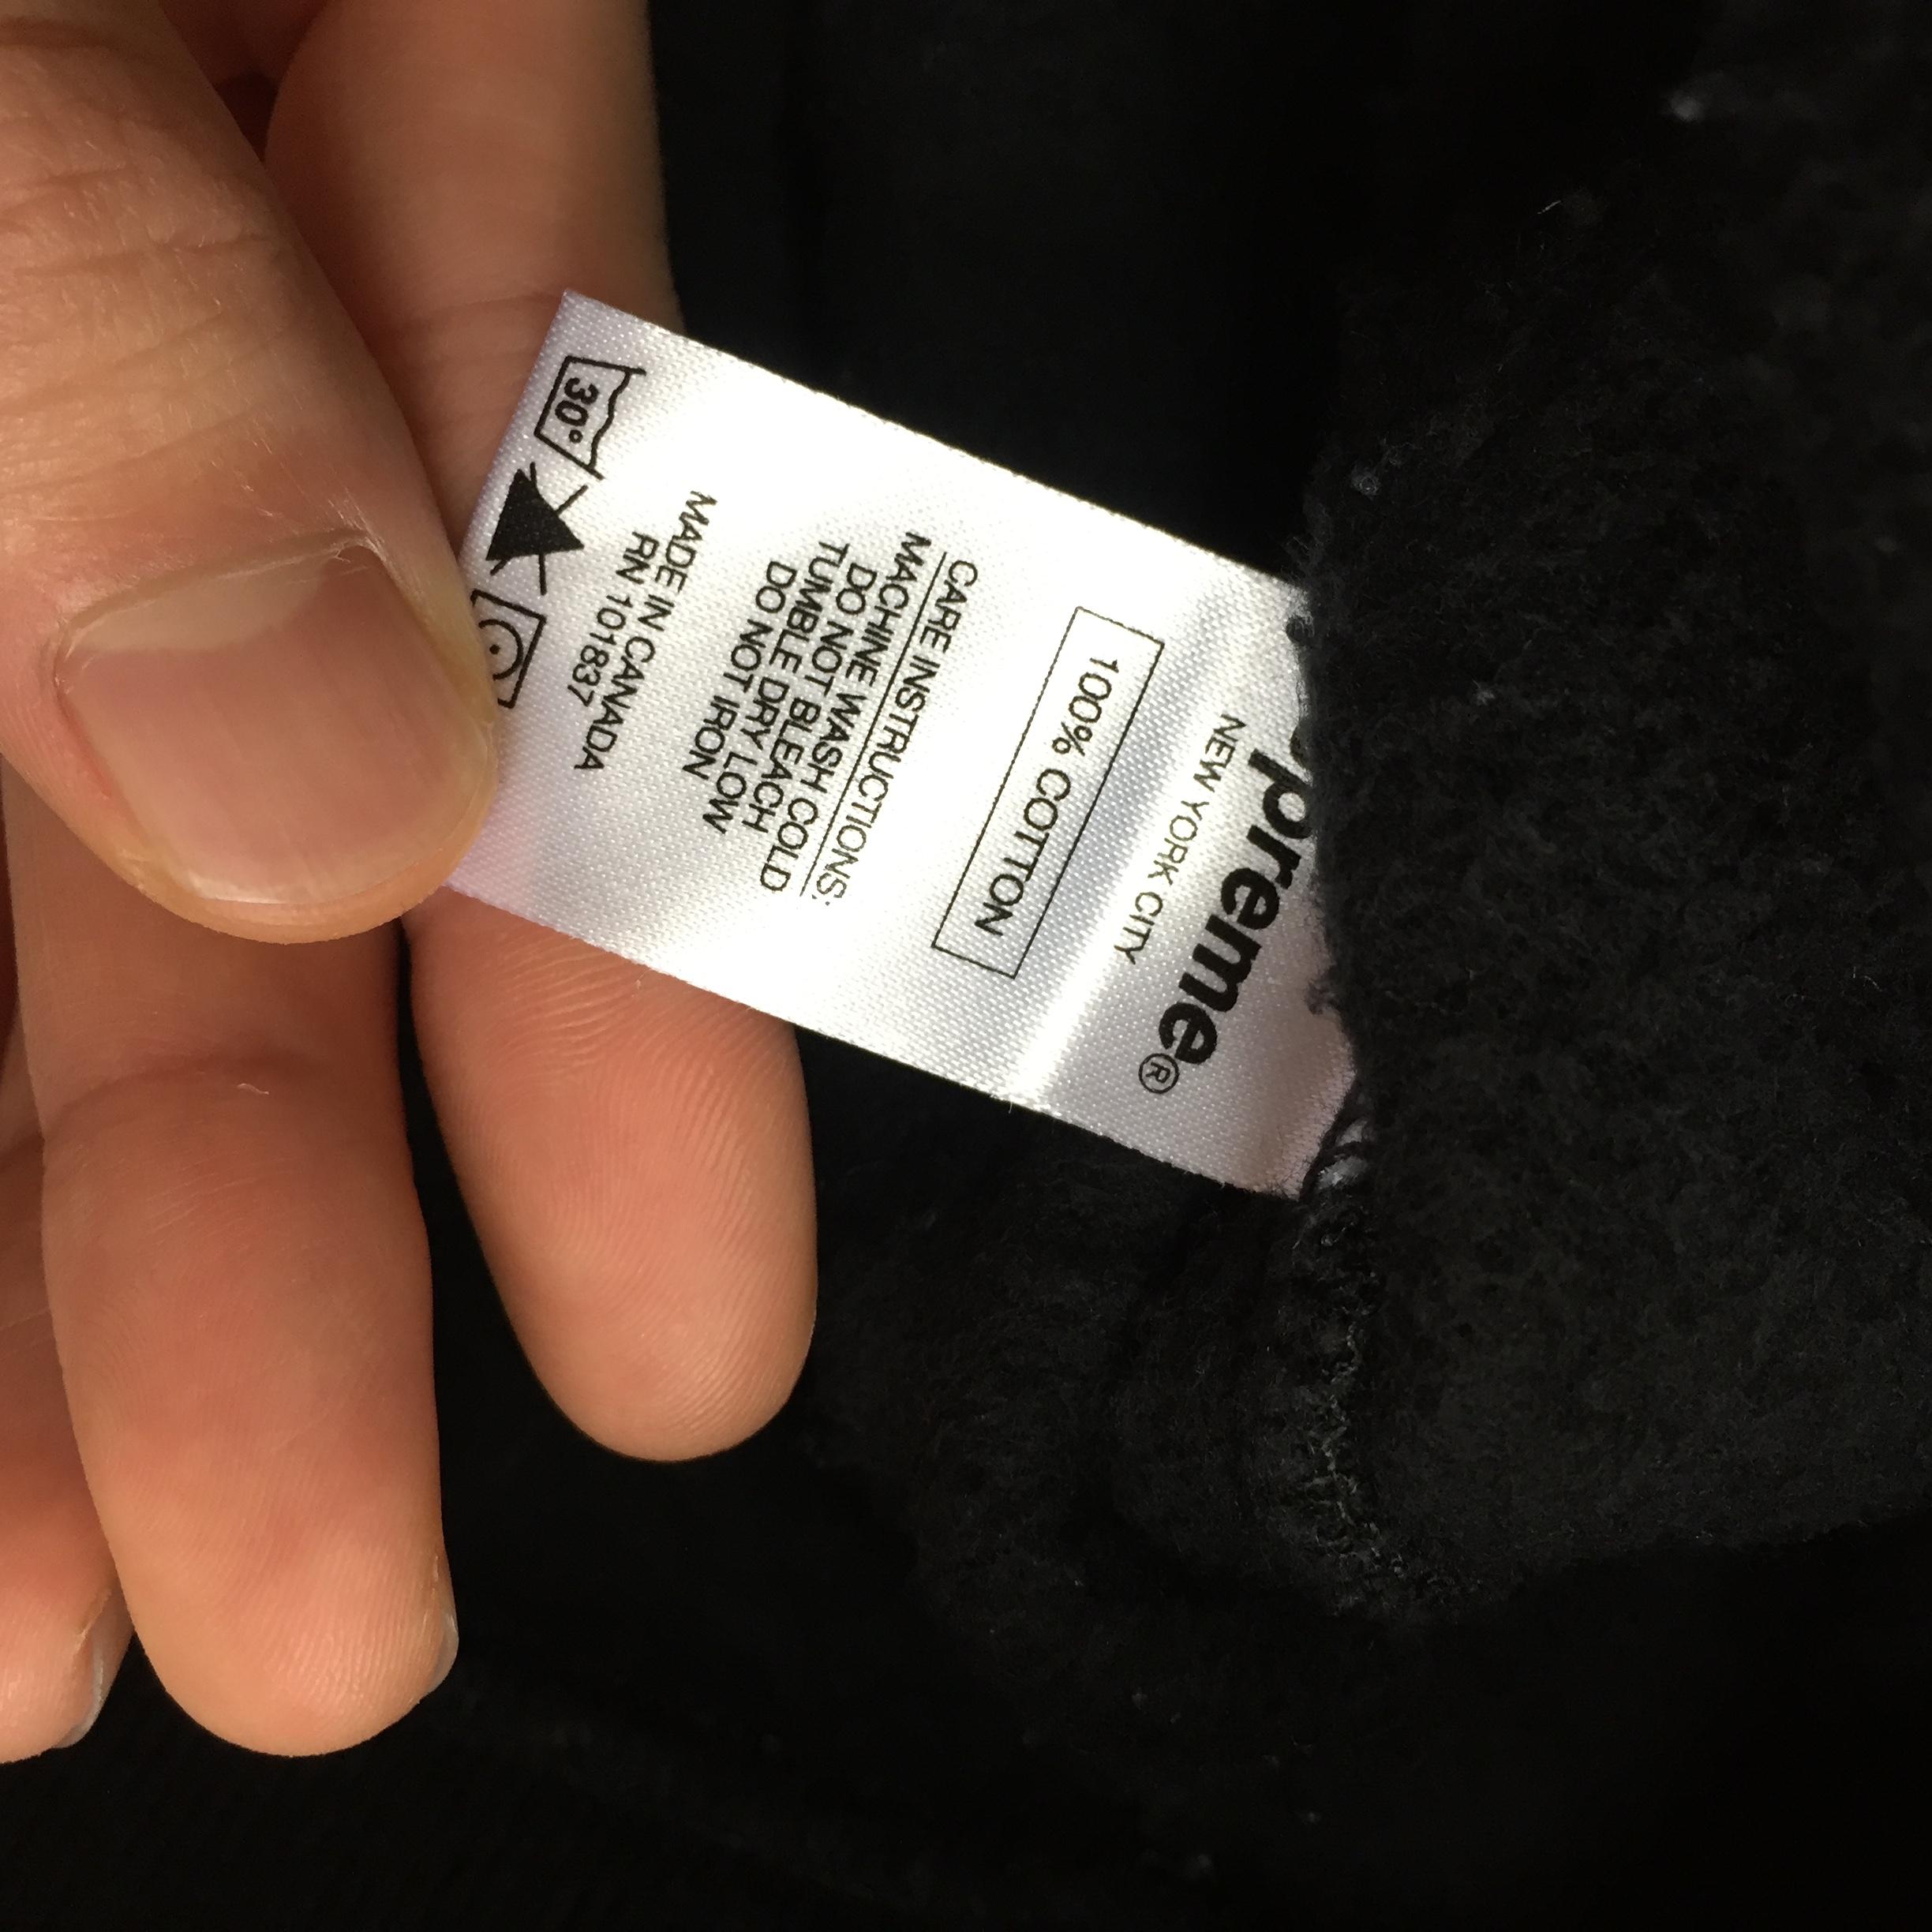 preme®
NEW YORK CITY
100% COTTON
CARE INSTRUCTIONS:
MACHINE WASH COLD
DO NOT BLEACH
TUMBLE DRY LOW
DO NOT IRON
MADE IN CANADA
RN 101837
30°